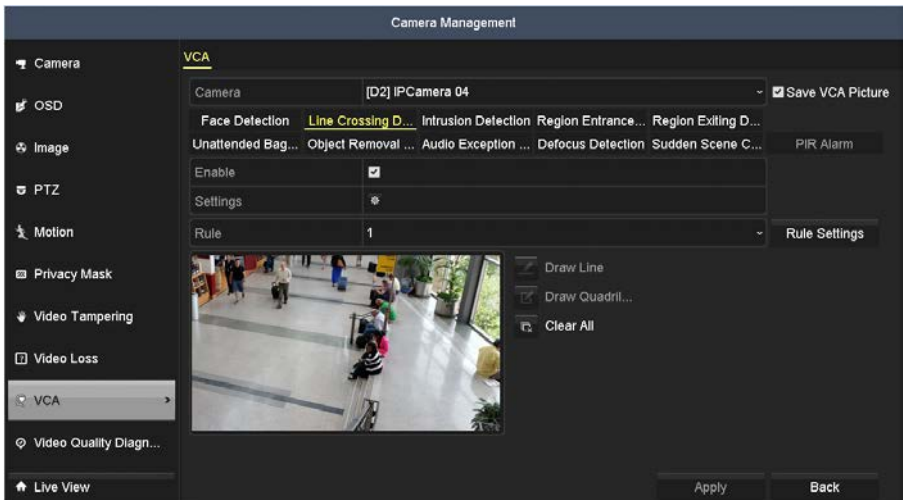 Camera Management
Camera
OSD
Image
PTZ
Motion
Privacy Mask
Video Tampering
Video Loss
VCA
Video Quality Diagn...
Live View
VCA
Camera [D2] IPCamera 04 Save VCA Picture
Face Detection Line Crossing D... Intrusion Detection Region Entrance... Region Exiting D...
Unattended Bag... Object Removal ... Audio Exception ... Defocus Detection Sudden Scene C... PIR Alarm
Enable
Settings
Rule 1 Rule Settings
Draw Line
Draw Quadril...
Clear All
Apply Back